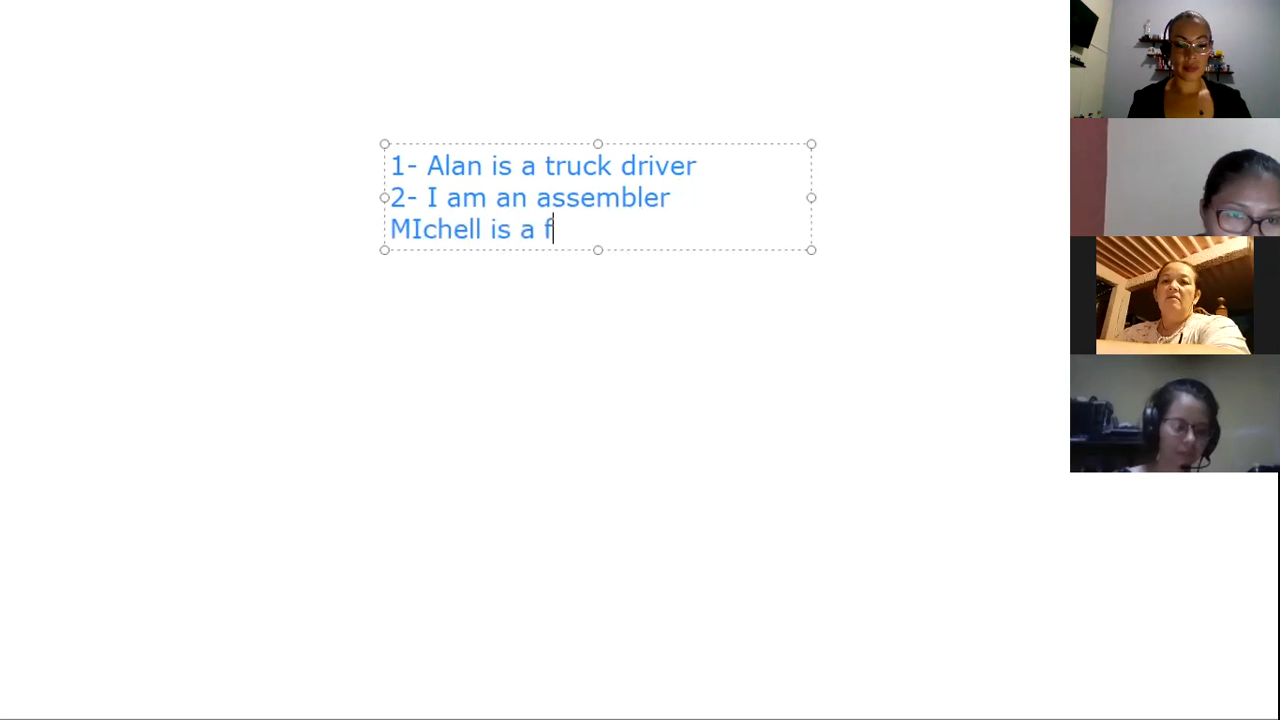 1- Alan is a truck driver
2- I am an assembler
MIchell is a f